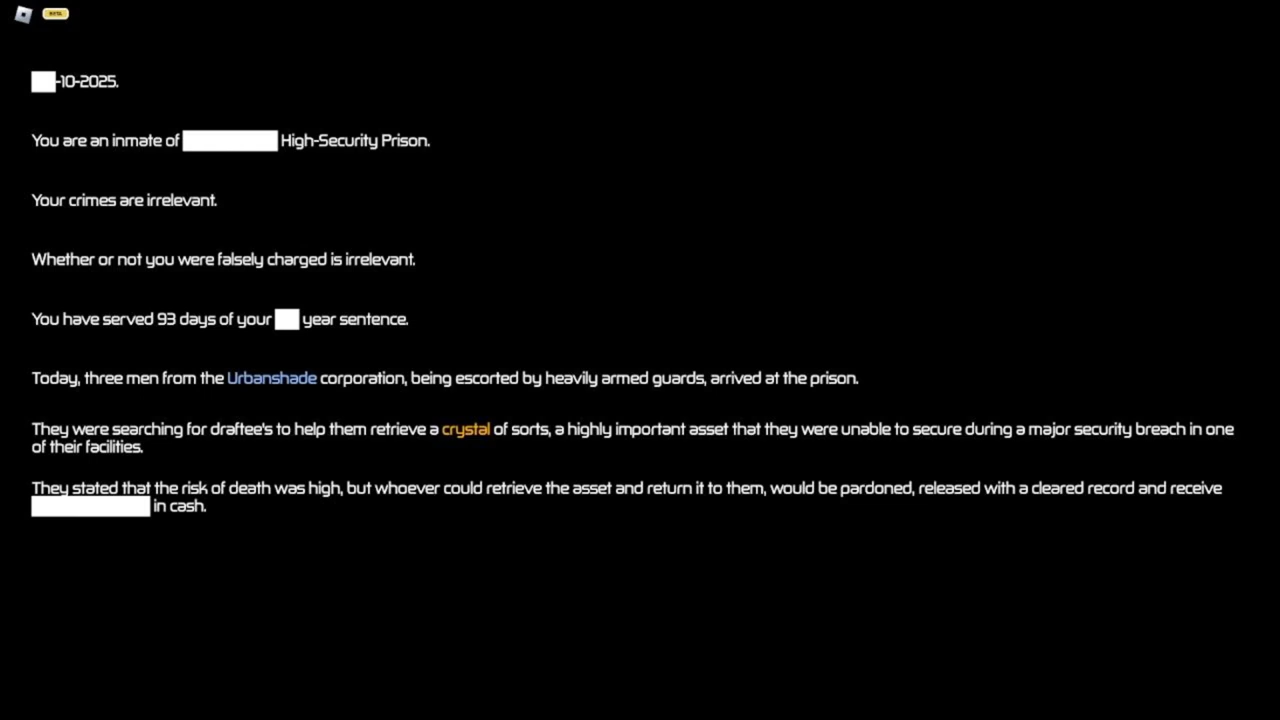 -10-2025.
You are an inmate of High-Security Prison.
Your crimes are irrelevant.
Whether or not you were falsely charged is irrelevant.
You have served 93 days of your year sentence.
Today, three men from the Urbanshade corporation, being escorted by heavily armed guards, arrived at the prison.
They were searching for draftee's to help them retrieve a crystal of sorts, a highly important asset that they were unable to secure during a major security breach in one
of their facilities.
They stated that the risk of death was high, but whoever could retrieve the asset and return it to them, would be pardoned, released with a cleared record and receive
in cash.